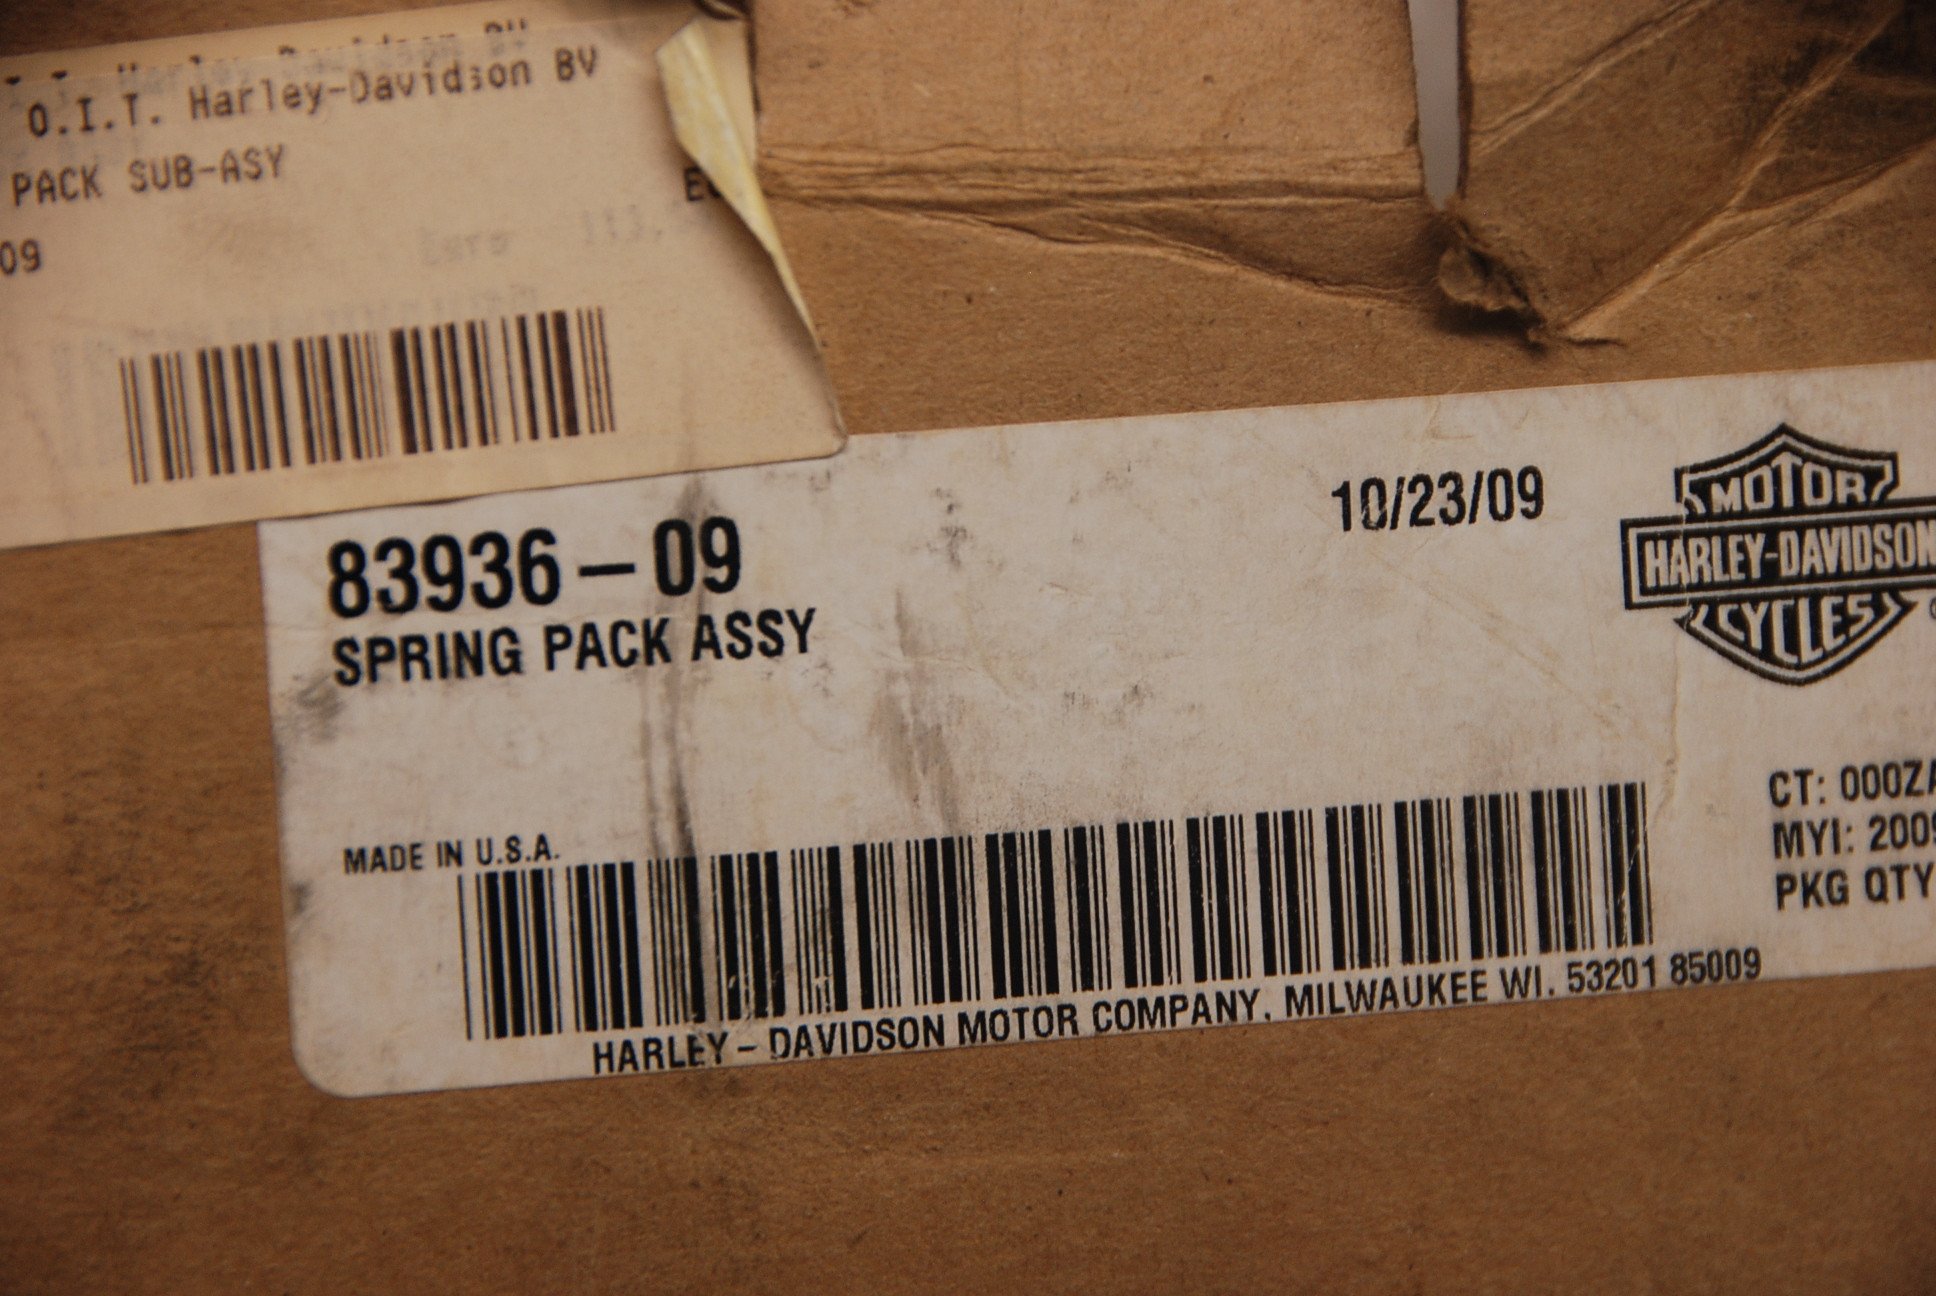 O.I.T. Harley-Davidson BV
PACK SUB-ASY
09
83936-09
10/23/09
SPRING PACK ASSY
MOTOR
HARLEY-DAVIDSON
CYCLES
MADE IN U.S.A.
CT: 000ZA
MYI: 2009
PKG QTY
HARLEY-DAVIDSON MOTOR COMPANY, MILWAUKEE WI. 53201 85009